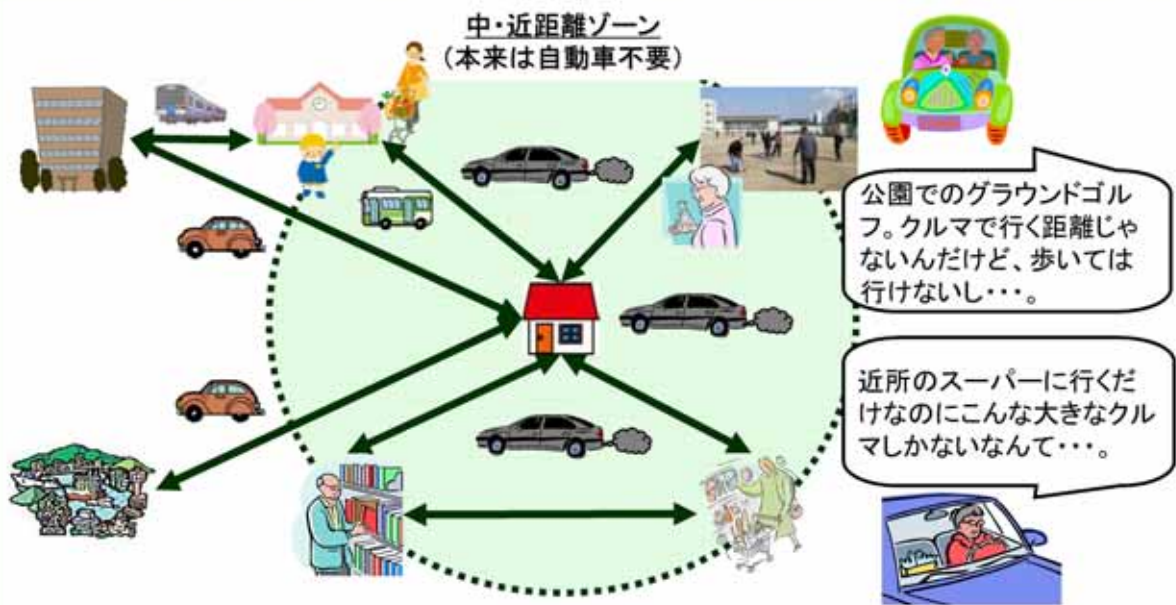 中・近距離ゾーン
(本来は自動車不要)
公園でのグラウンドゴル
フ。クルマで行く距離じゃ
ないんだけど、歩いては
行けないし・・・。
近所のスーパーに行くだ
けなのにこんな大きなクル
マしかないなんて・・・。